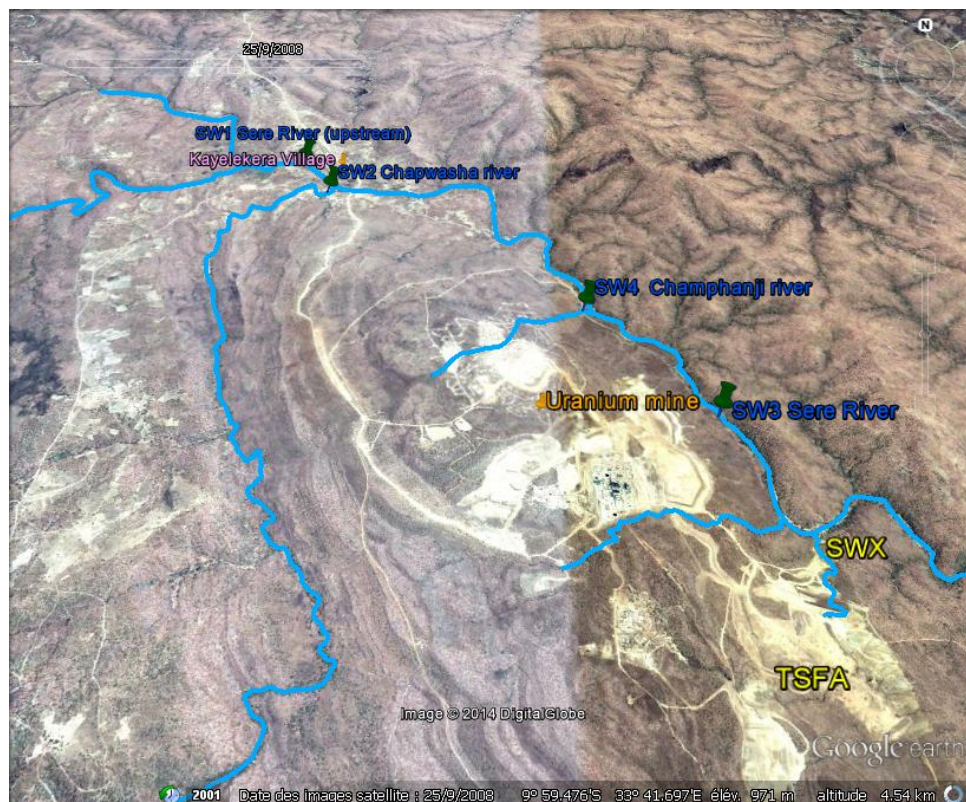 N
25/9/2008
SW1 Sere River (upstream)
Kayelekera Village
SW2 Chapwasha river
SW4 Champhanji river
Uranium mine
SW3 Sere River
SWX
TSFA
Image © 2014 DigitalGlobe
Google earth
2001 Date des images satellite : 25/9/2008 9° 59.476'S 33° 41.697'E élév. 971 m altitude 4.54 km